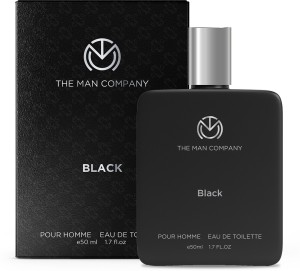 THE MAN COMPANY
BLACK
POUR HOMME EAU DE TOILETTE
e50 ml 1.7 fl.oz
THE MAN COMPANY
Black
POUR HOMME EAU DE TOILETTE
e50ml 1.7 FL.OZ